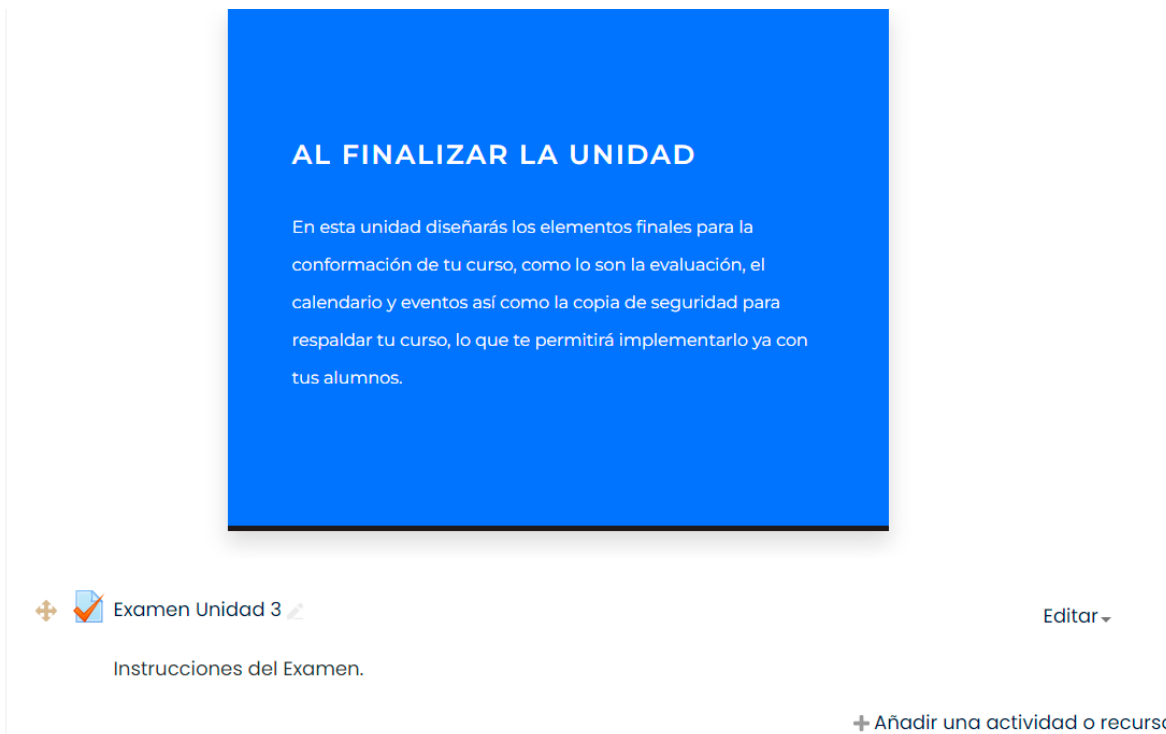 AL FINALIZAR LA UNIDAD
En esta unidad diseñarás los elementos finales para la
conformación de tu curso, como lo son la evaluación, el
calendario y eventos así como la copia de seguridad para
respaldar tu curso, lo que te permitirá implementarlo ya con
tus alumnos.
Examen Unidad 3
Editar
Instrucciones del Examen.
Añadir una actividad o recurso